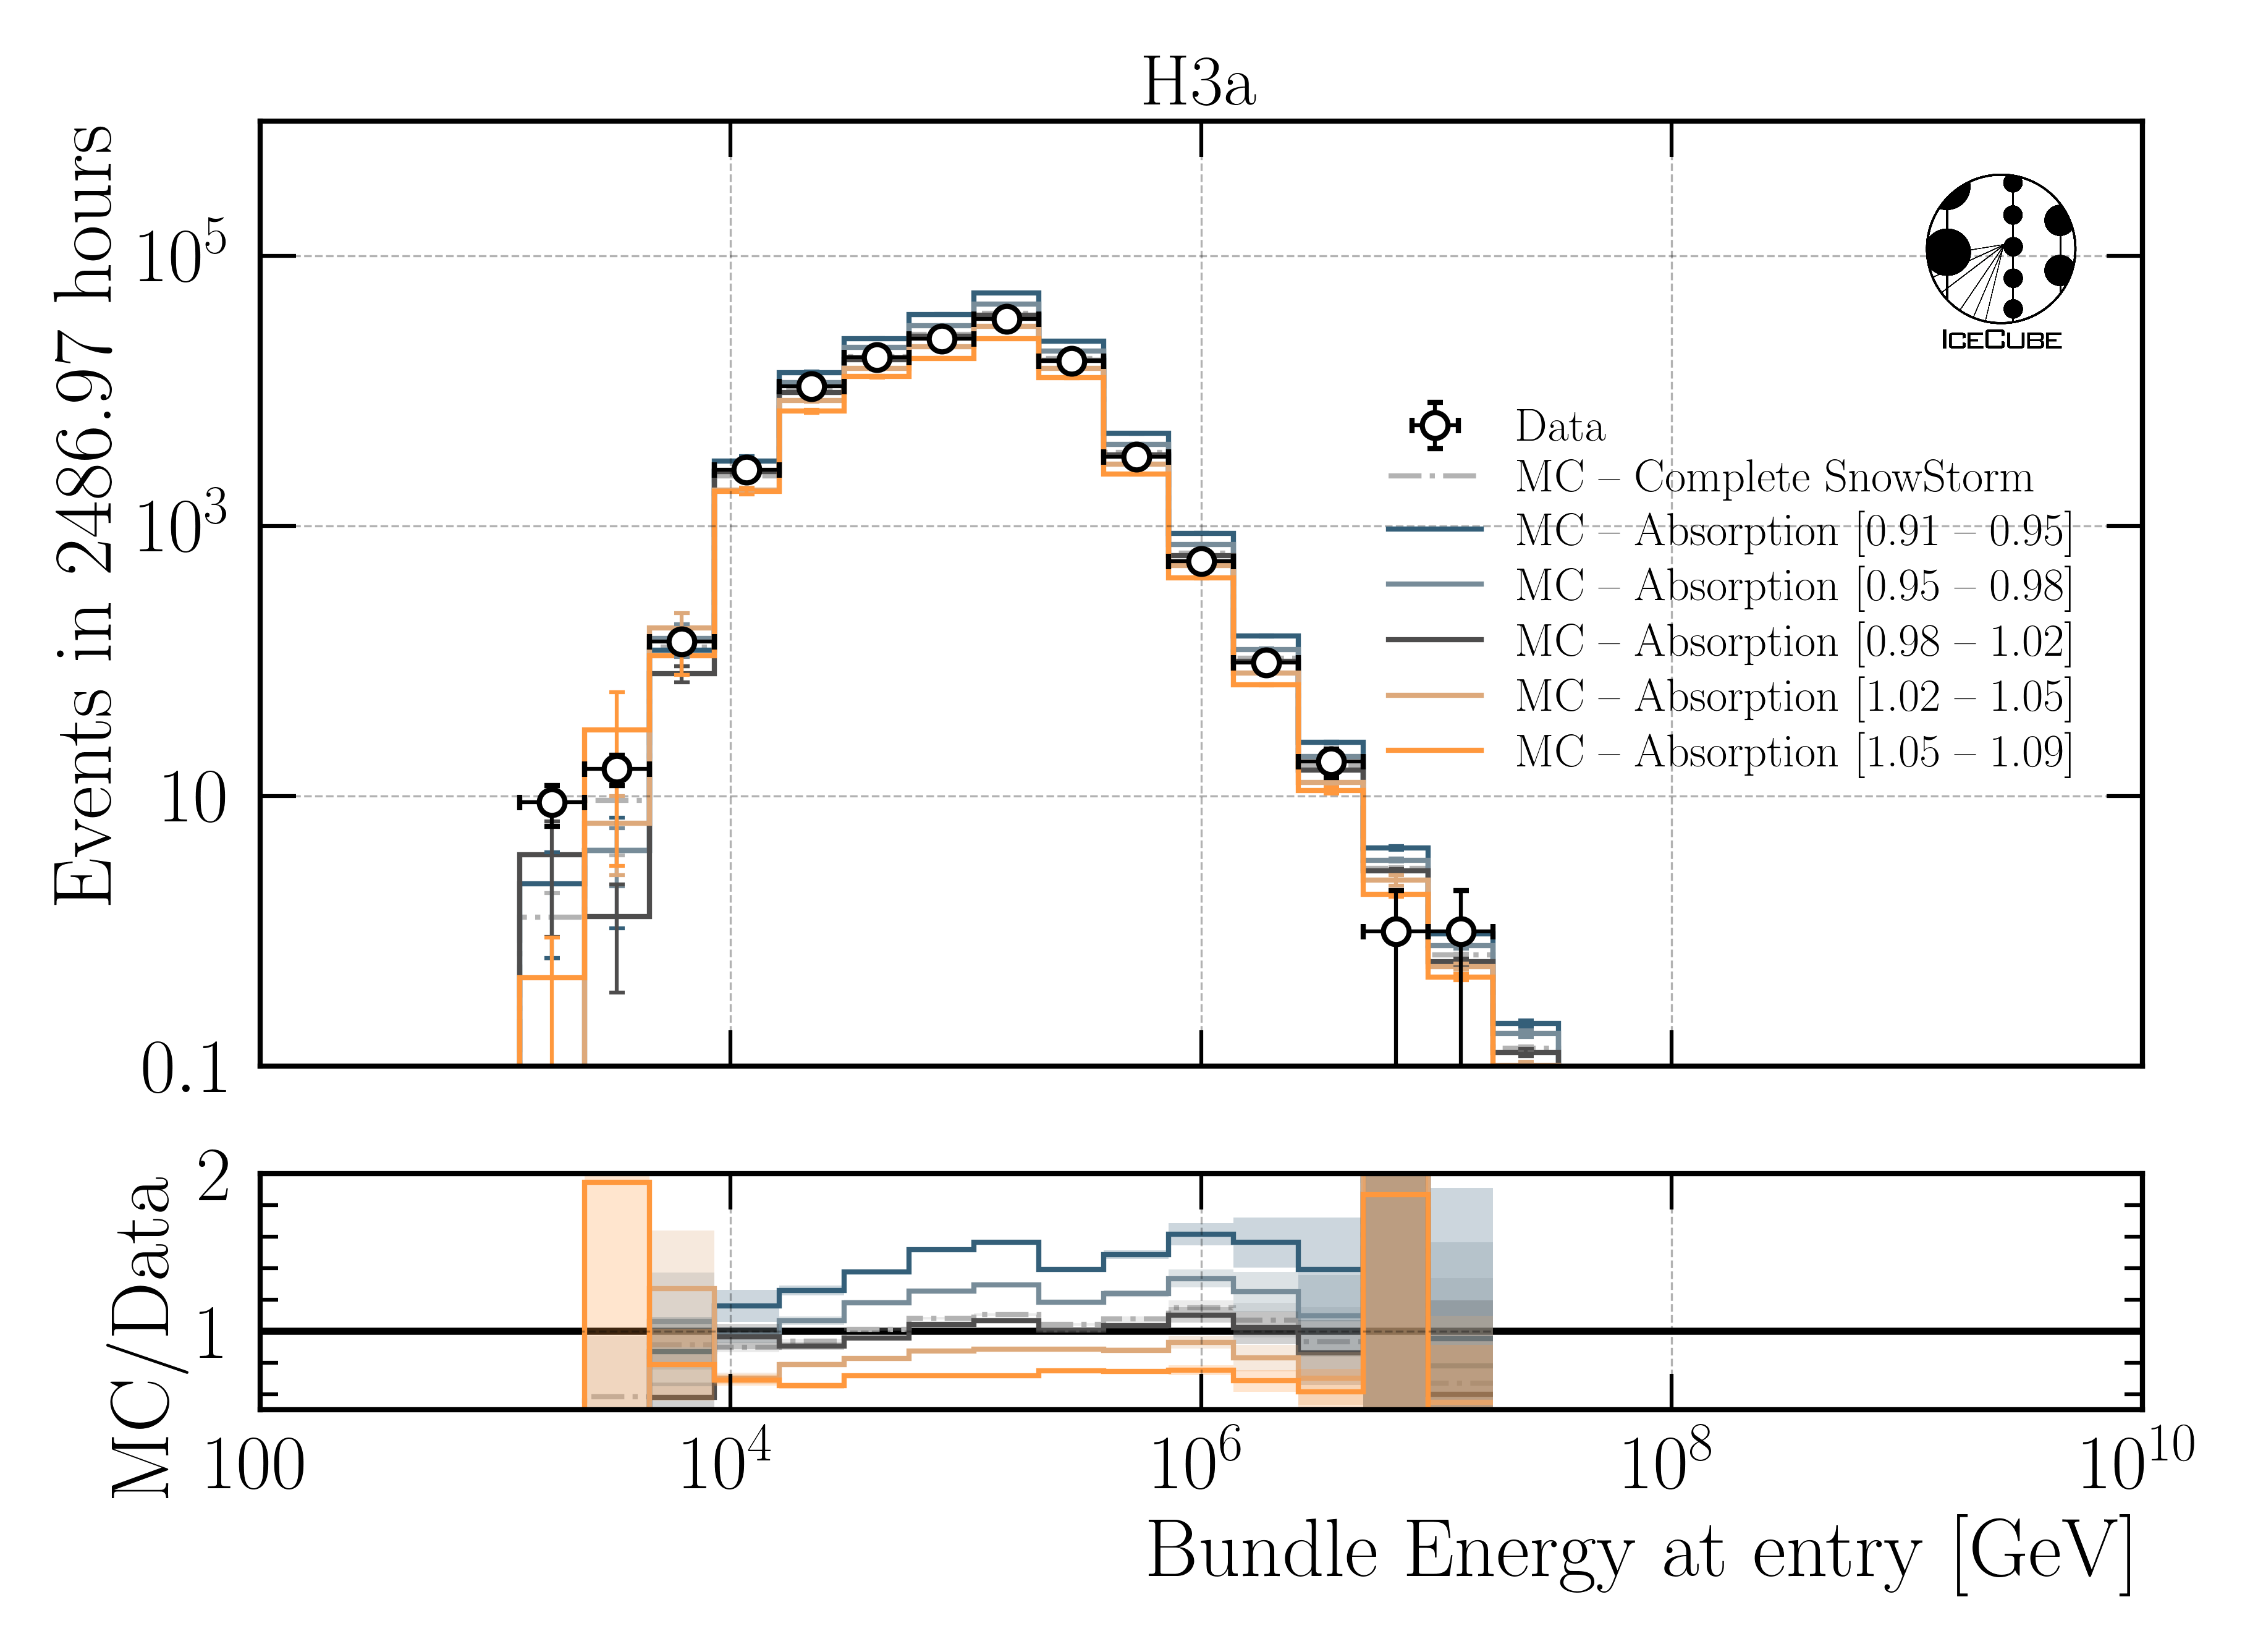 H3a
Events in 2486.97 hours
10^5
10^3
10
0.1
ICECUBE
Data
MC – Complete SnowStorm
MC – Absorption [0.91 – 0.95]
MC – Absorption [0.95 – 0.98]
MC – Absorption [0.98 – 1.02]
MC – Absorption [1.02 – 1.05]
MC – Absorption [1.05 – 1.09]
MC/Data
2
1
100
10^4
10^6
10^8
10^10
Bundle Energy at entry [GeV]